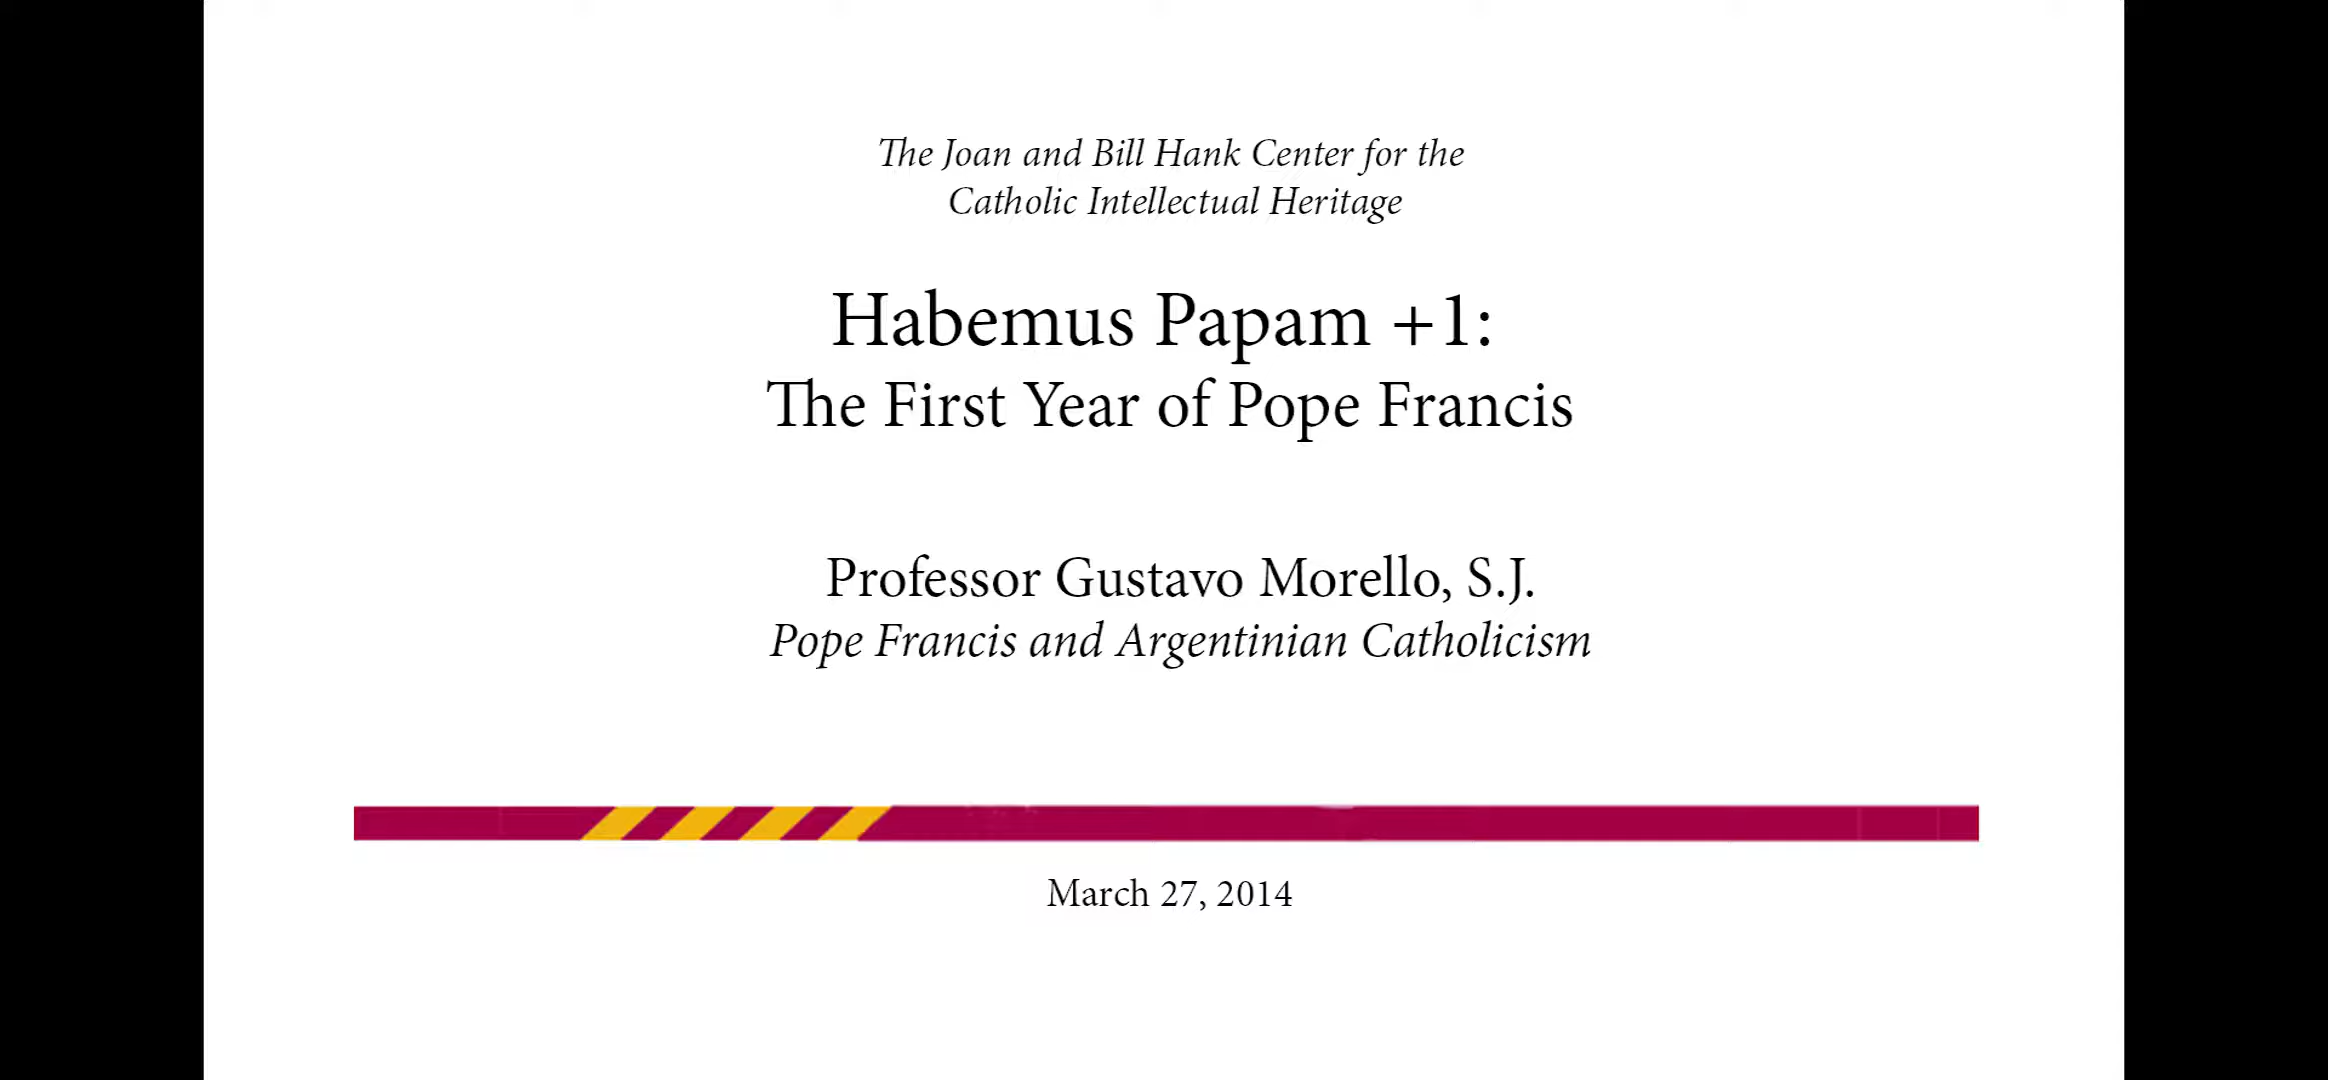 The Joan and Bill Hank Center for the
Catholic Intellectual Heritage
Habemus Papam +1:
The First Year of Pope Francis
Professor Gustavo Morello, S.J.
Pope Francis and Argentinian Catholicism
March 27, 2014